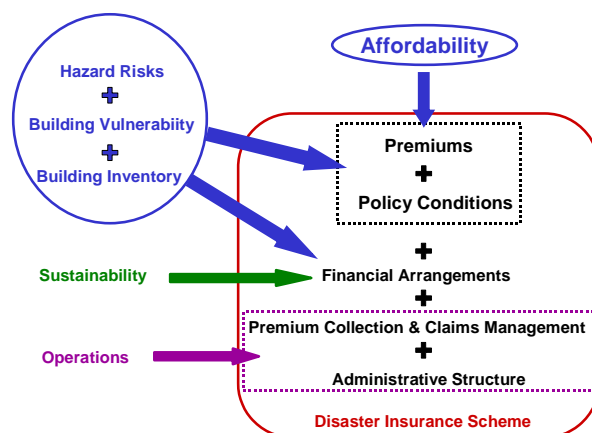 Affordability
Hazard Risks
+
Building Vulnerabiity
+
Building Inventory
Premiums
+
Policy Conditions
+
Sustainability
Financial Arrangements
+
Premium Collection & Claims Management
+
Operations
Administrative Structure
Disaster Insurance Scheme